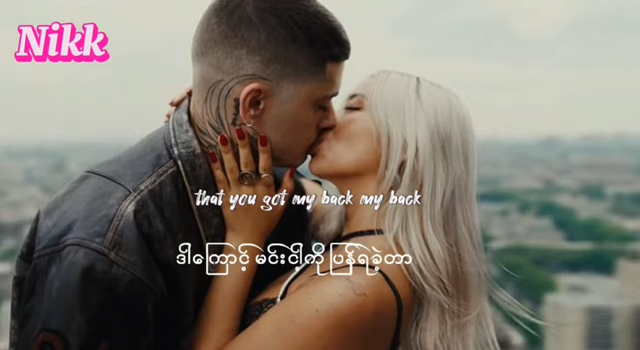 Nikk
that you got my back my back
ဒါကြောင့် မင်းငါ့ကို ပြန်ရခဲ့တာ